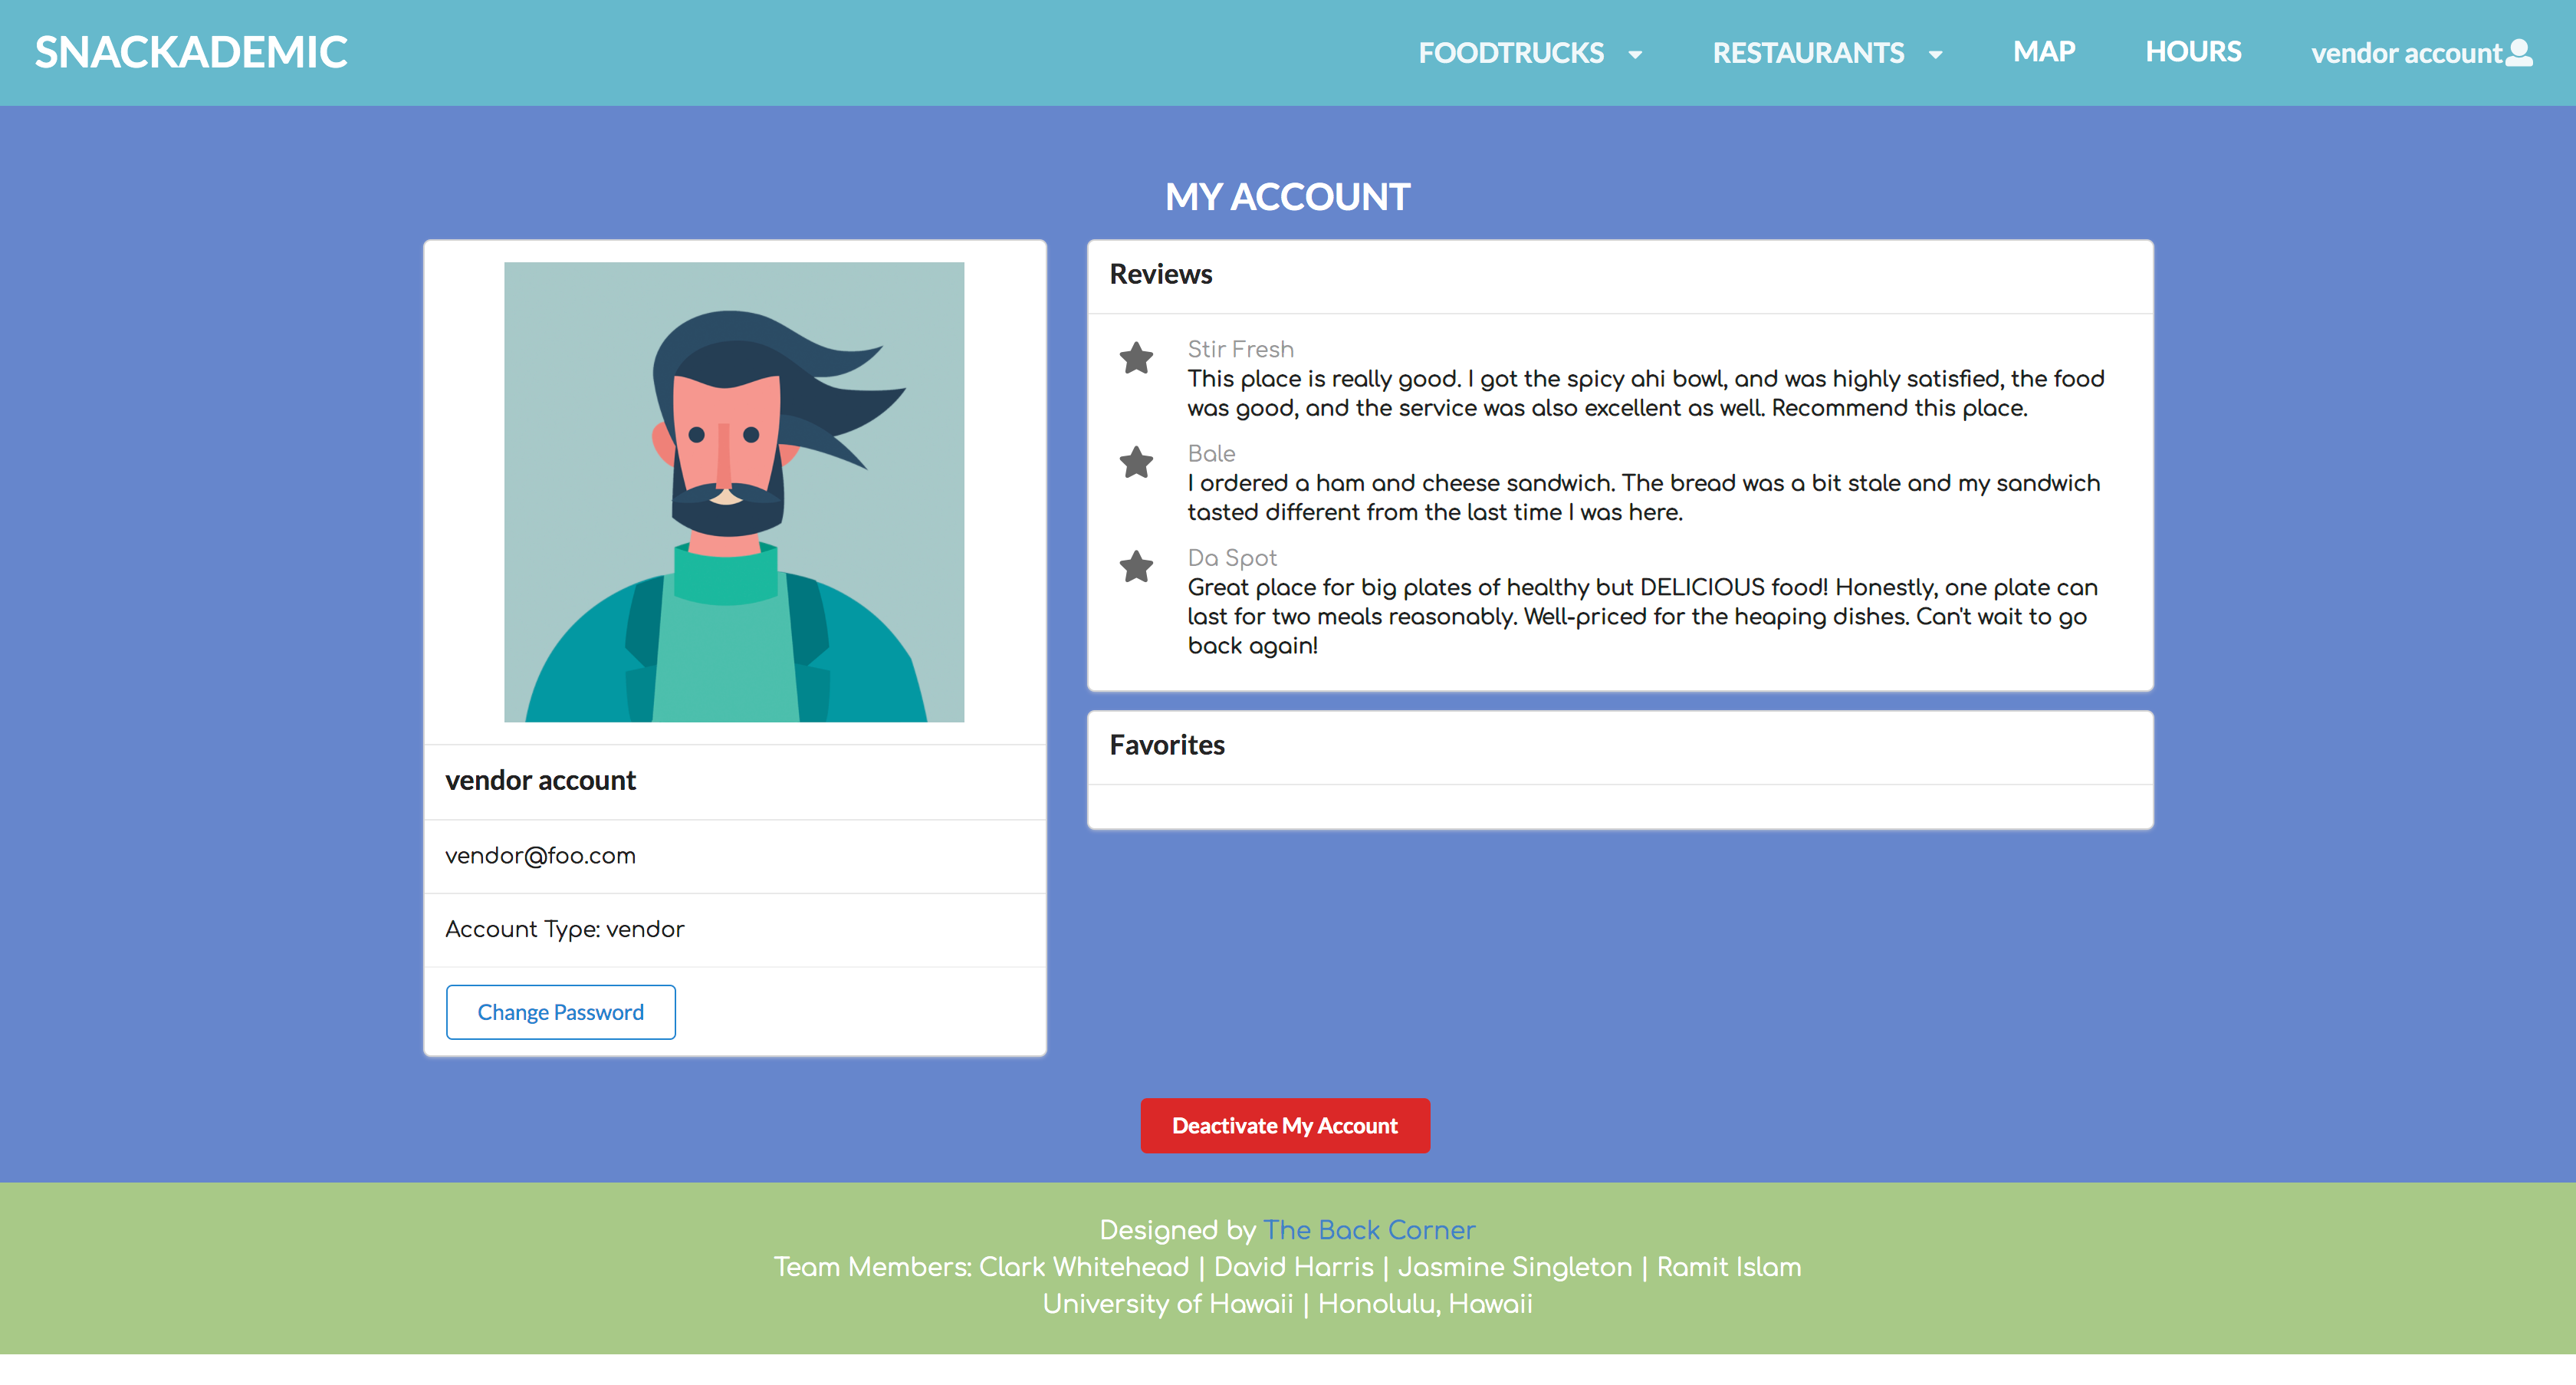 SNACKADEMIC
FOODTRUCKS RESTAURANTS MAP HOURS vendor account
MY ACCOUNT
vendor account
vendor@foo.com
Account Type: vendor
Change Password
Reviews
Stir Fresh
This place is really good. I got the spicy ahi bowl, and was highly satisfied, the food
was good, and the service was also excellent as well. Recommend this place.
Bale
I ordered a ham and cheese sandwich. The bread was a bit stale and my sandwich
tasted different from the last time I was here.
Da Spot
Great place for big plates of healthy but DELICIOUS food! Honestly, one plate can
last for two meals reasonably. Well-priced for the heaping dishes. Can't wait to go
back again!
Favorites
Deactivate My Account
Designed by The Back Corner
Team Members: Clark Whitehead | David Harris | Jasmine Singleton | Ramit Islam
University of Hawaii | Honolulu, Hawaii